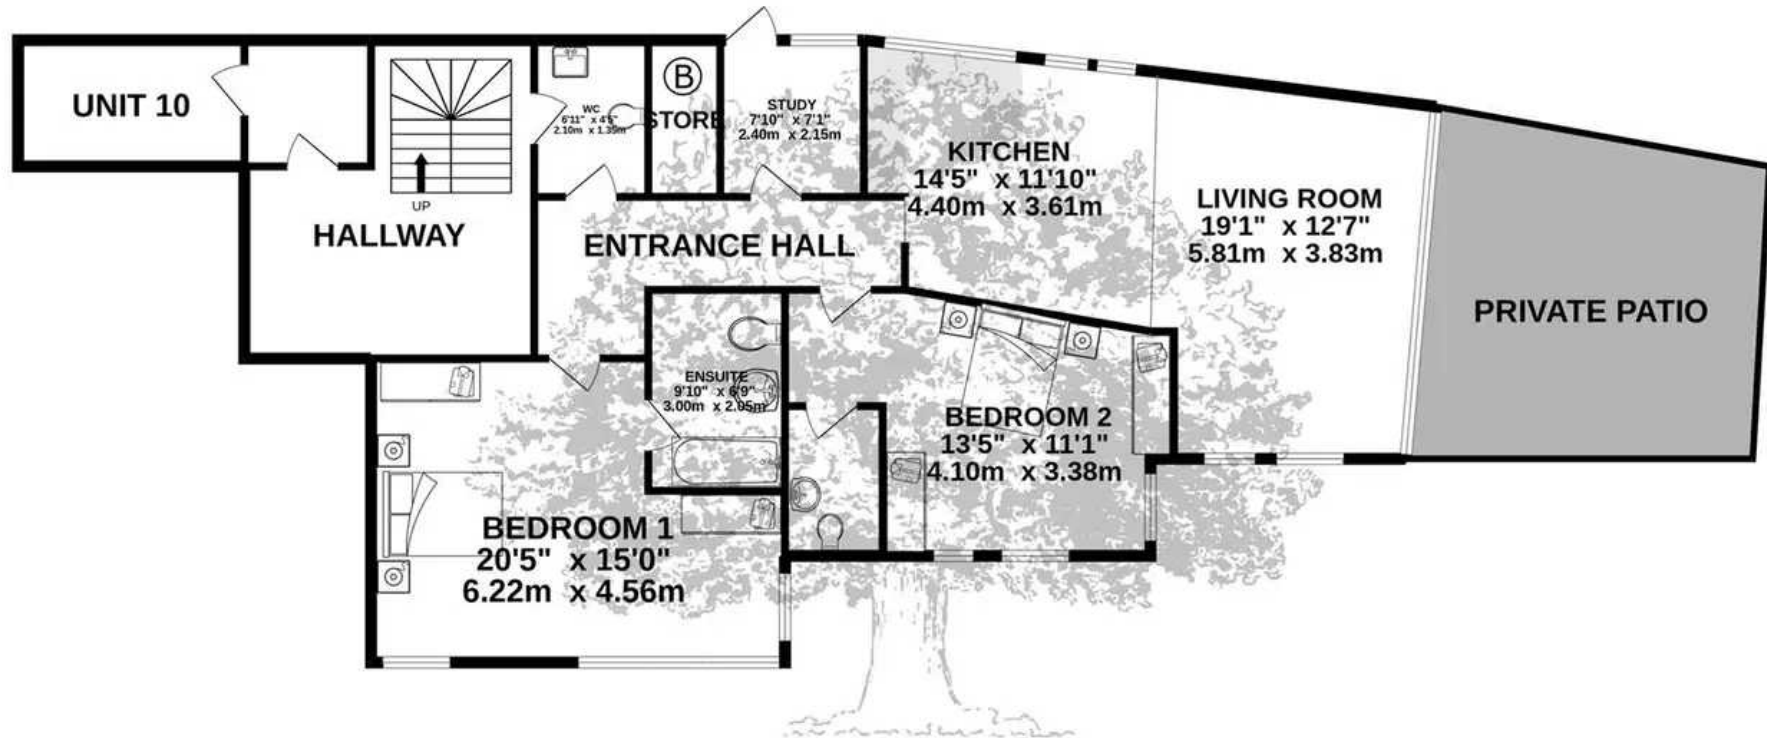 UNIT 10
UP
HALLWAY
WC
6'11" x 4'5"
2.10m x 1.35m
B
STORE
STUDY
7'10" x 7'1"
2.40m x 2.15m
ENTRANCE HALL
KITCHEN
14'5" x 11'10"
4.40m x 3.61m
LIVING ROOM
19'1" x 12'7"
5.81m x 3.83m
PRIVATE PATIO
ENSUITE
9'10" x 6'9"
3.00m x 2.05m
BEDROOM 2
13'5" x 11'1"
4.10m x 3.38m
BEDROOM 1
20'5" x 15'0"
6.22m x 4.56m